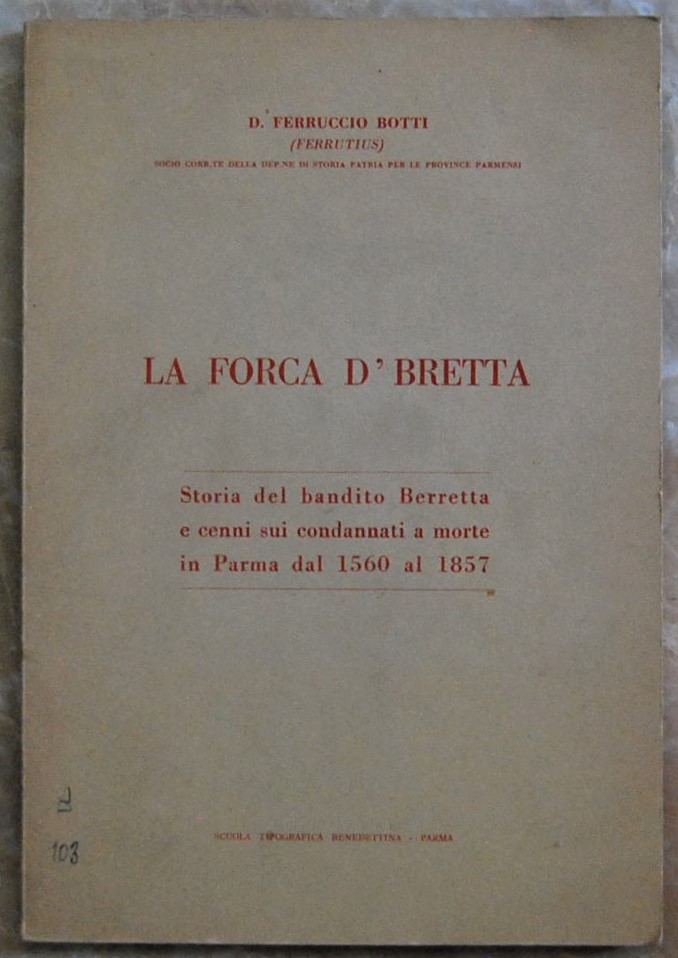 D. FERRUCCIO BOTTI
(FERRUTIUS)
SOCIO CORR.TE DELLA DEP.NE DI STORIA PATRIA PER LE PROVINCE PARMENSI
LA FORCA D' BRETTA
Storia del bandito Berretta
e cenni sui condannati a morte
in Parma dal 1560 al 1857
103
SCUOLA TIPOGRAFICA BENEDETTINA - PARMA